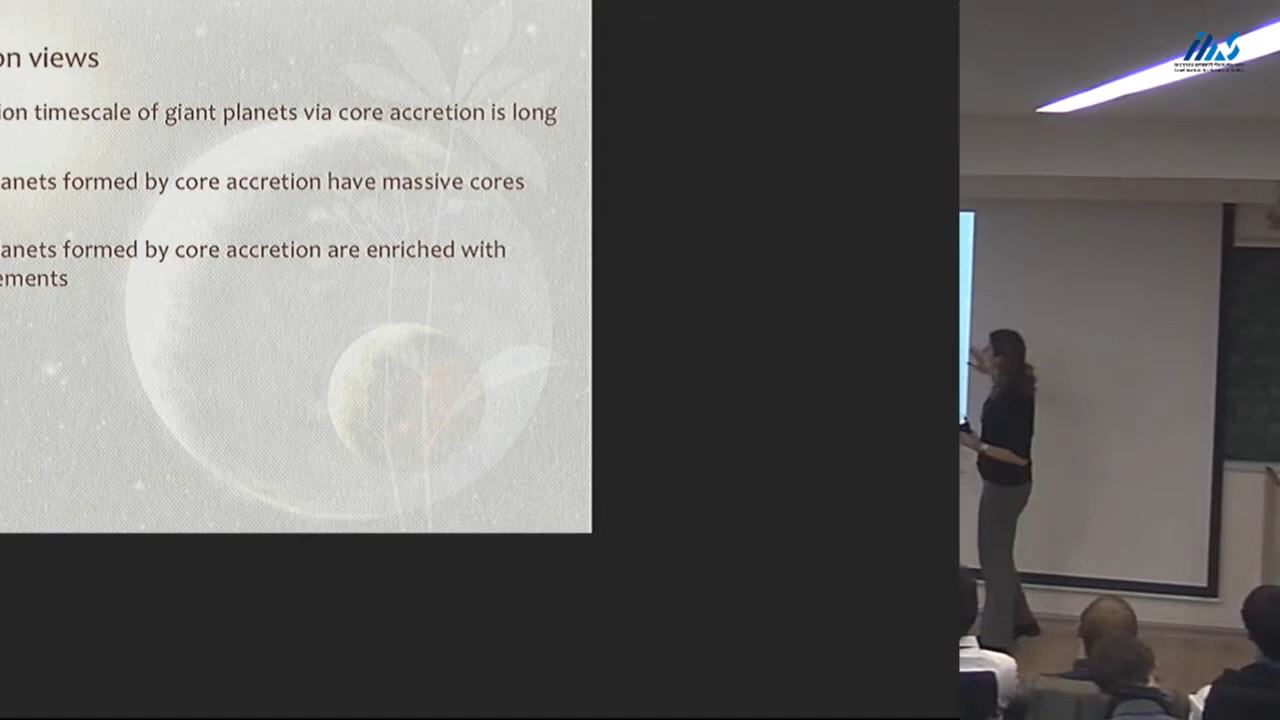 on views
ion timescale of giant planets via core accretion is long
anets formed by core accretion have massive cores
anets formed by core accretion are enriched with
ements